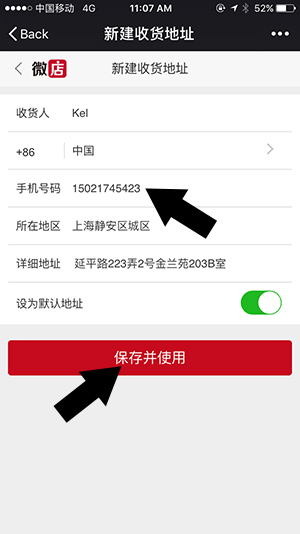 中国移动 4G 11:07 AM 52%
Back 新建收货地址
微店 新建收货地址
收货人 Kel
+86 中国
手机号码 15021745423
所在地区 上海静安区城区
详细地址 延平路223弄2号金兰苑203B室
设为默认地址
保存并使用